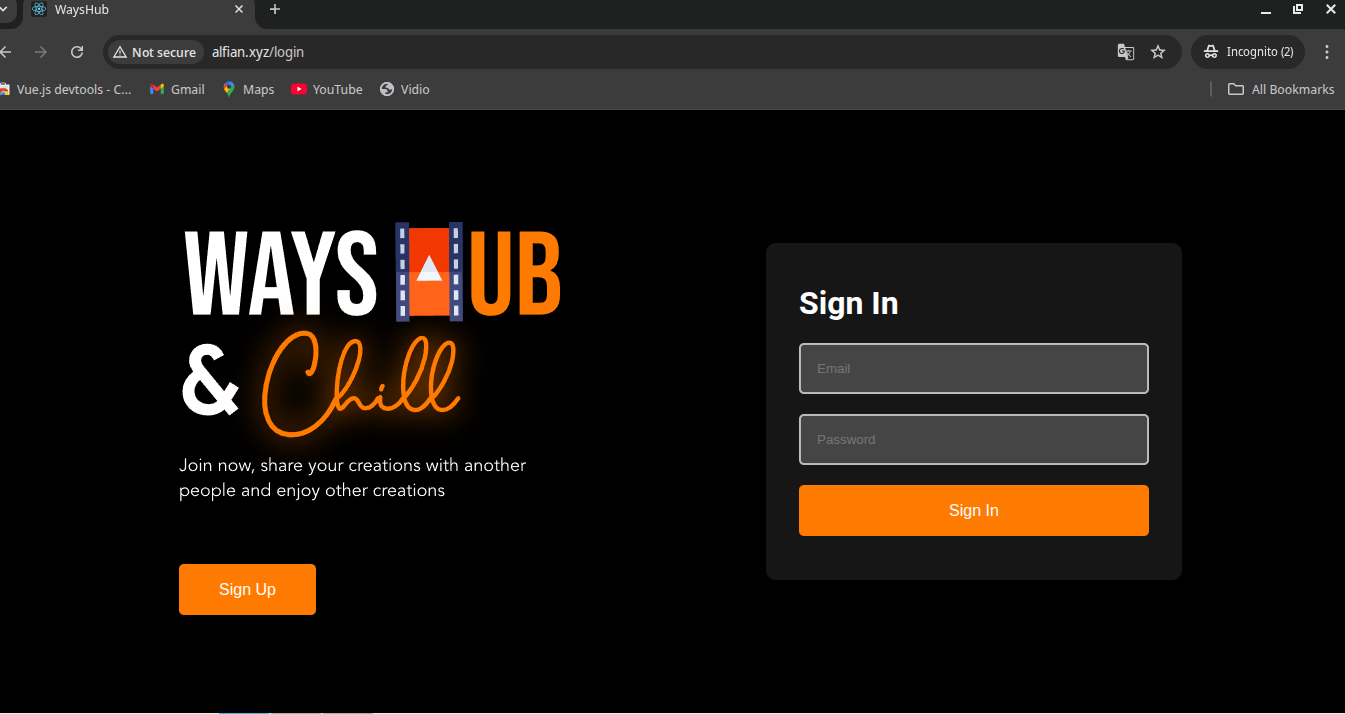 WaysHub
Not secure
alfian.xyz/login
Incognito (2)
Vue.js devtools - C...
Gmail
Maps
YouTube
Vidio
All Bookmarks
WAYS HUB
& Chill
Join now, share your creations with another
people and enjoy other creations
Sign Up
Sign In
Email
Password
Sign In